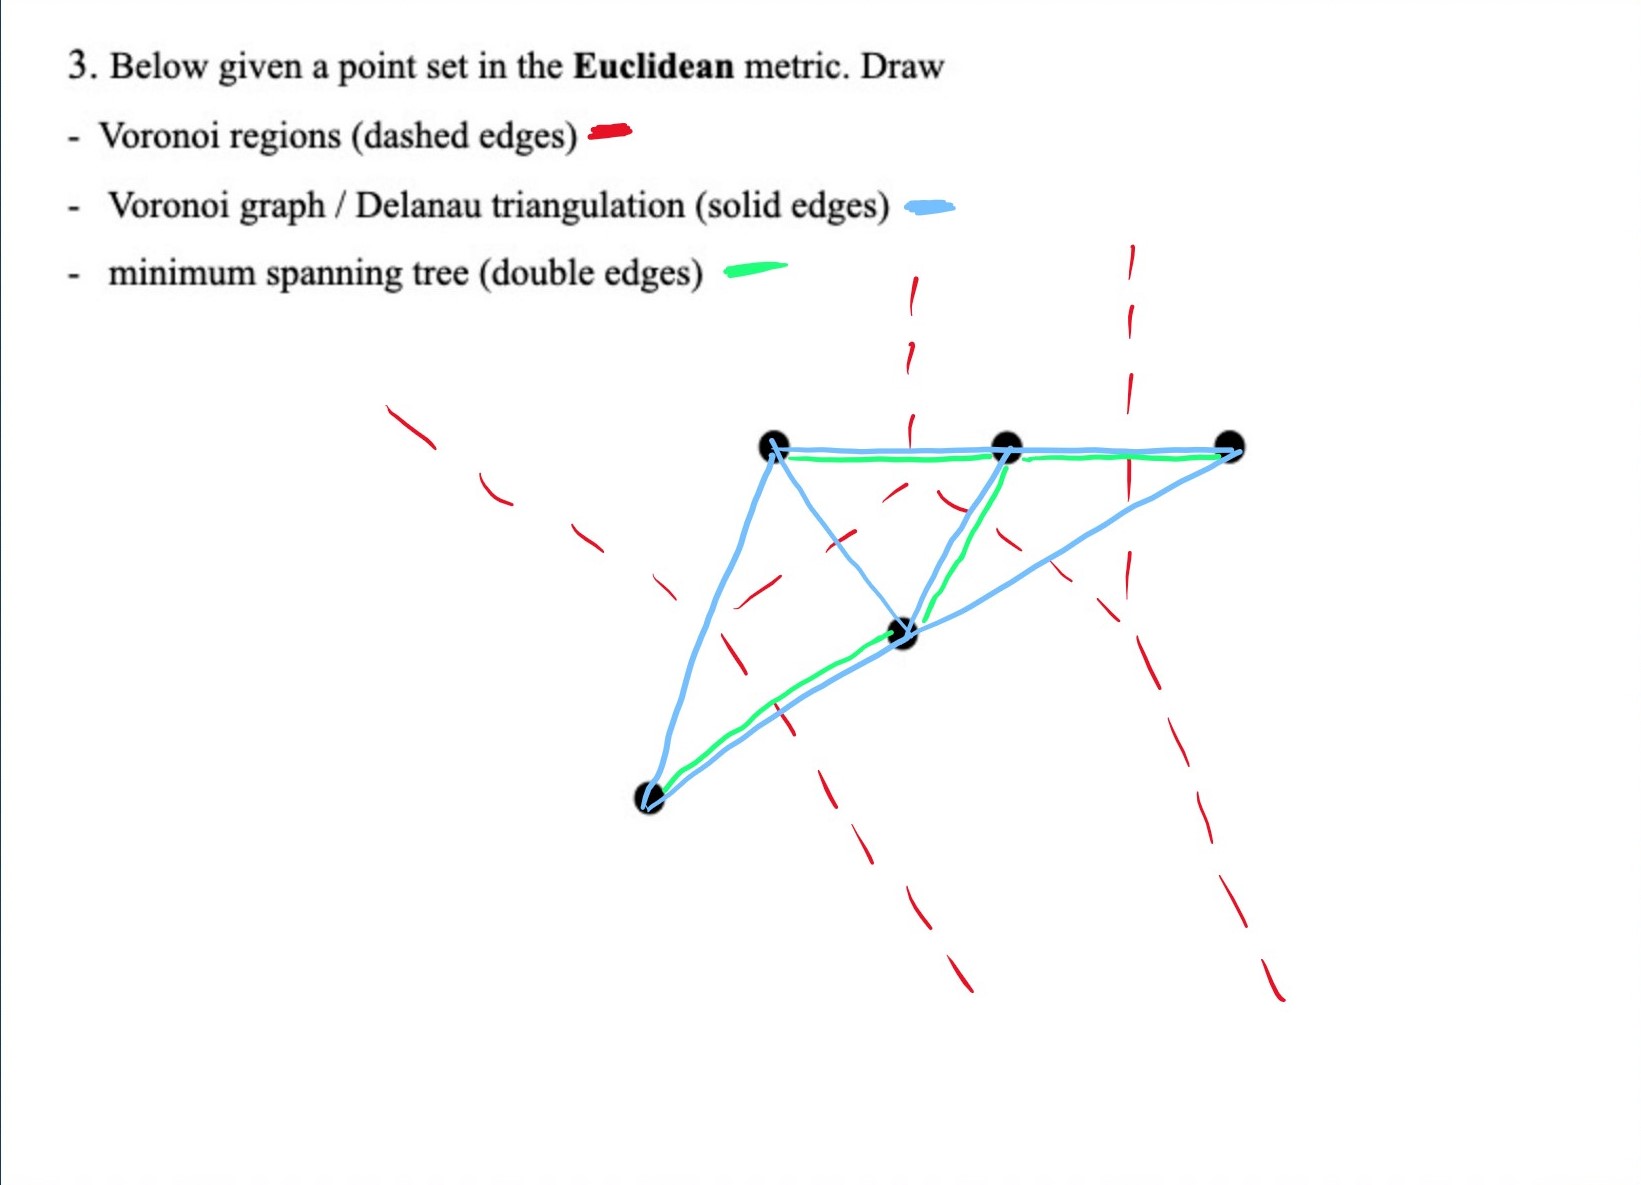 3. Below given a point set in the Euclidean metric. Draw
- Voronoi regions (dashed edges)
- Voronoi graph / Delanau triangulation (solid edges)
- minimum spanning tree (double edges)